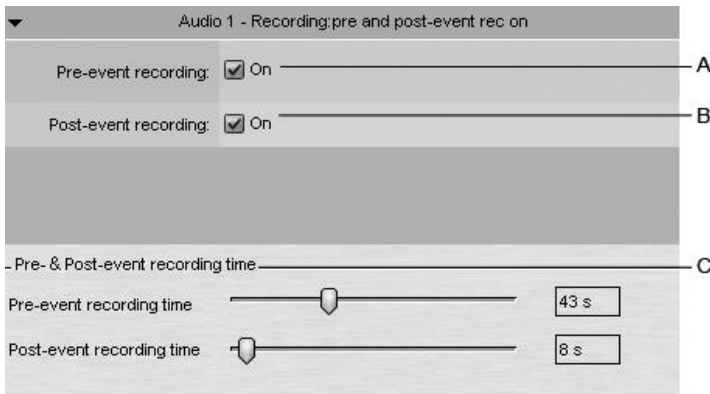 Audio 1 - Recording:pre and post-event rec on
Pre-event recording: On A
Post-event recording: On B
Pre- & Post-event recording time C
Pre-event recording time 43 s
Post-event recording time 8 s